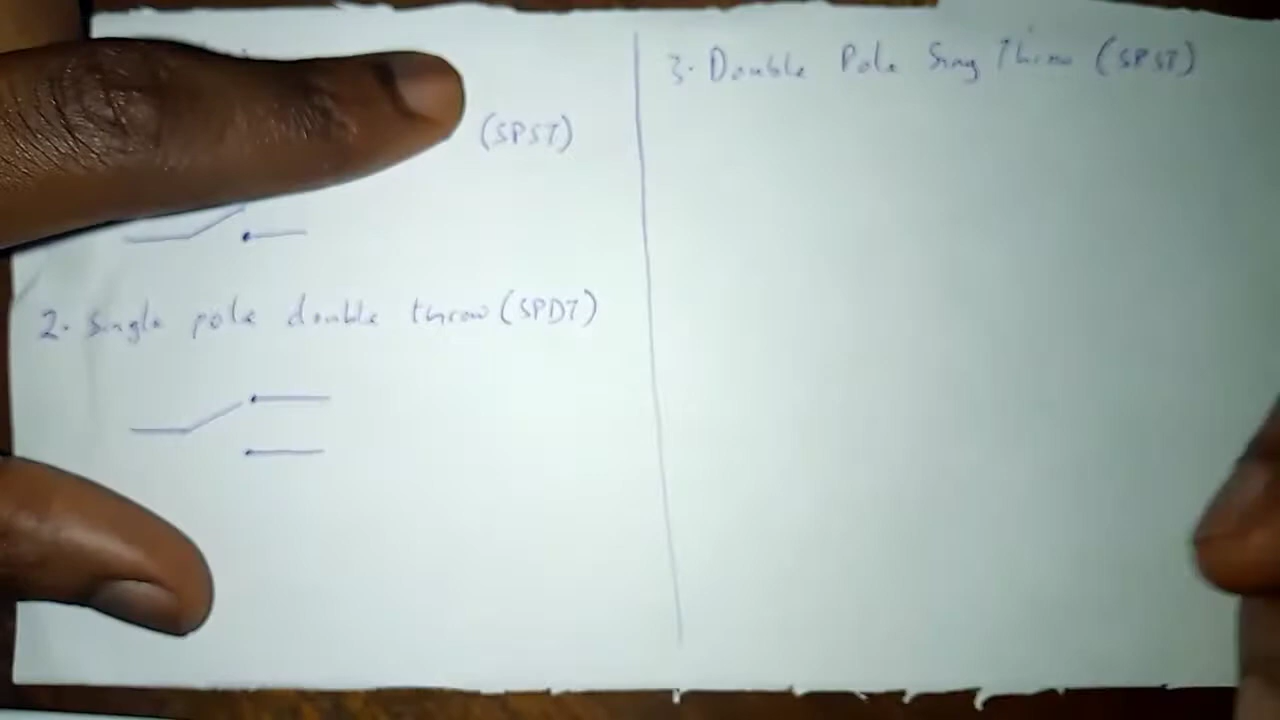 (SPST)
2. Single pole double throw (SPDT)
3. Double Pole Sing Throw (SPST)